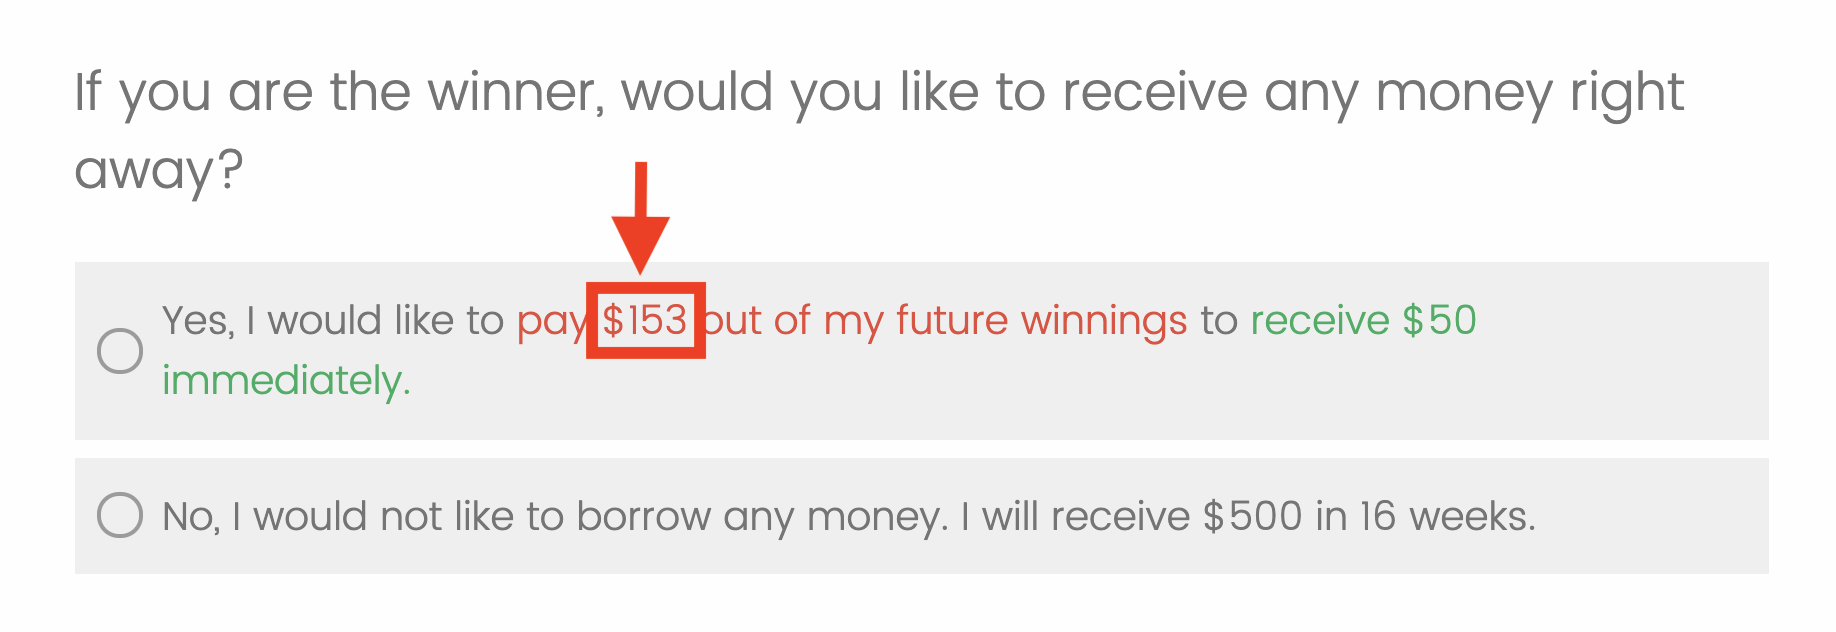 If you are the winner, would you like to receive any money right
away?
Yes, I would like to pay $153 out of my future winnings to receive $50
immediately.
No, I would not like to borrow any money. I will receive $500 in 16 weeks.